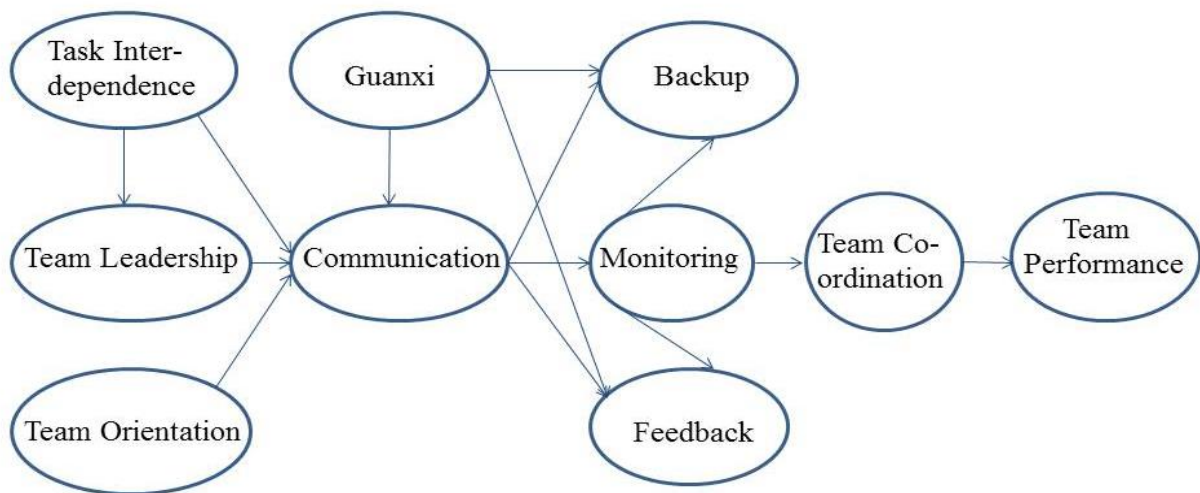 Task Inter-
dependence
Guanxi
Backup
Team Leadership
Communication
Monitoring
Team Co-
ordination
Team
Performance
Team Orientation
Feedback